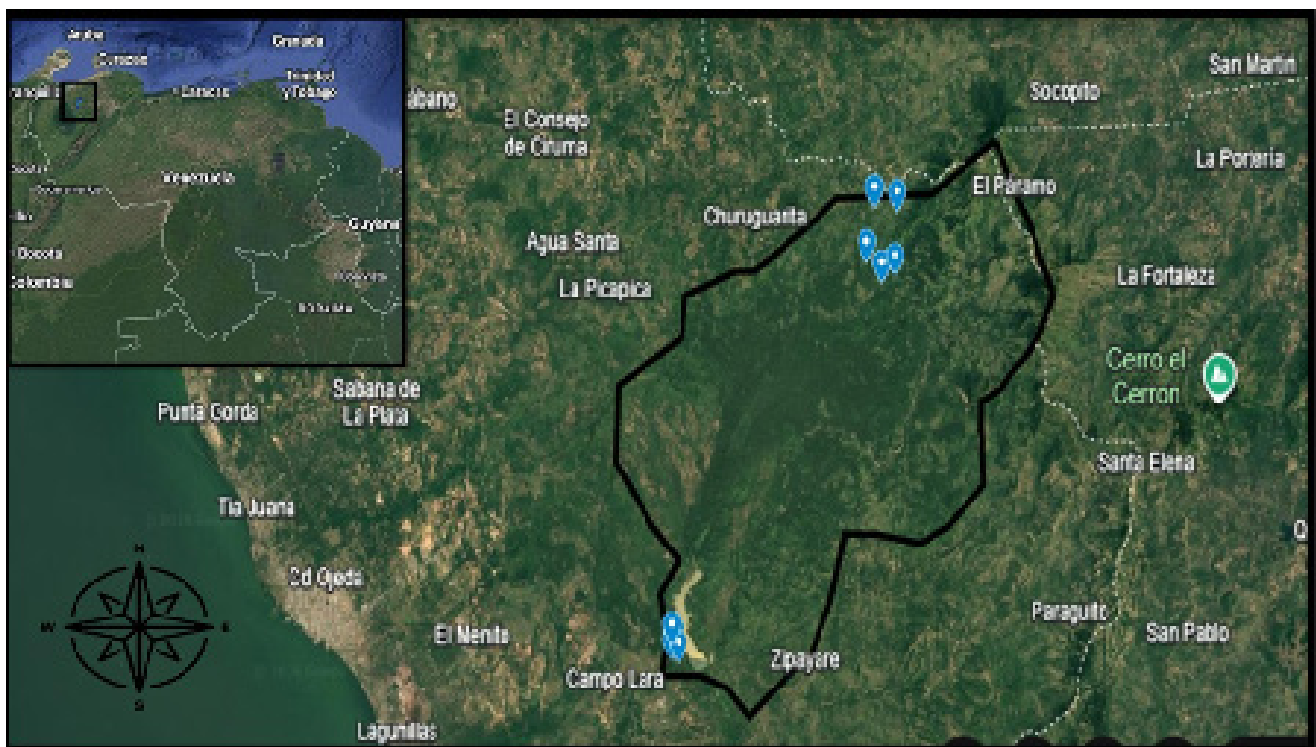 Aruba
Curazao
Granada
Trinidad
y Tobago
Caracas
Venezuela
Guyana
Bogota
Colombia
San Martin
Socopito
El Consejo
de Ciruma
La Porteria
El Paramo
Churuguarita
Agua Santa
La Picapica
La Fortaleza
Cerro el
Cerron
Sabana de
La Plata
Punta Gorda
Santa Elena
Tia Juana
N
Cd Ojeda
W
E
El Menito
Paraguito
San Pablo
Zipayare
Campo Lara
S
Lagunillas